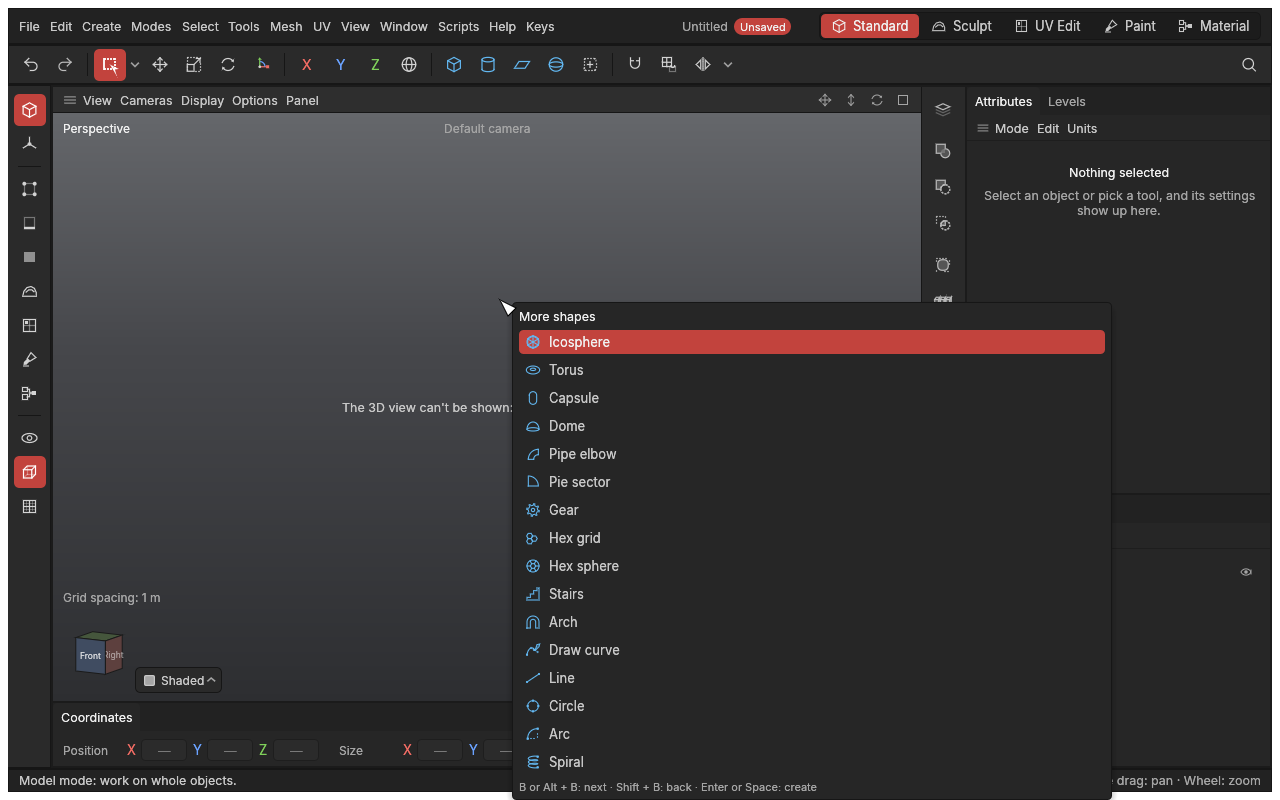 File Edit Create Modes Select Tools Mesh UV View Window Scripts Help Keys Untitled Unsaved Standard Sculpt UV Edit Paint Material
X Y Z
View Cameras Display Options Panel
Attributes Levels
Perspective
Default camera
Mode Edit Units
Nothing selected
Select an object or pick a tool, and its settings
show up here.
More shapes
Icosphere
Torus
Capsule
The 3D view can't be shown:
Dome
Pipe elbow
Pie sector
Gear
Hex grid
Hex sphere
Stairs
Grid spacing: 1 m
Arch
Draw curve
Front Right
Line
Shaded
Circle
Coordinates
Arc
Position X — Y — Z — Size X — Y —
Spiral
Model mode: work on whole objects.
B or Alt + B: next · Shift + B: back · Enter or Space: create
drag: pan · Wheel: zoom